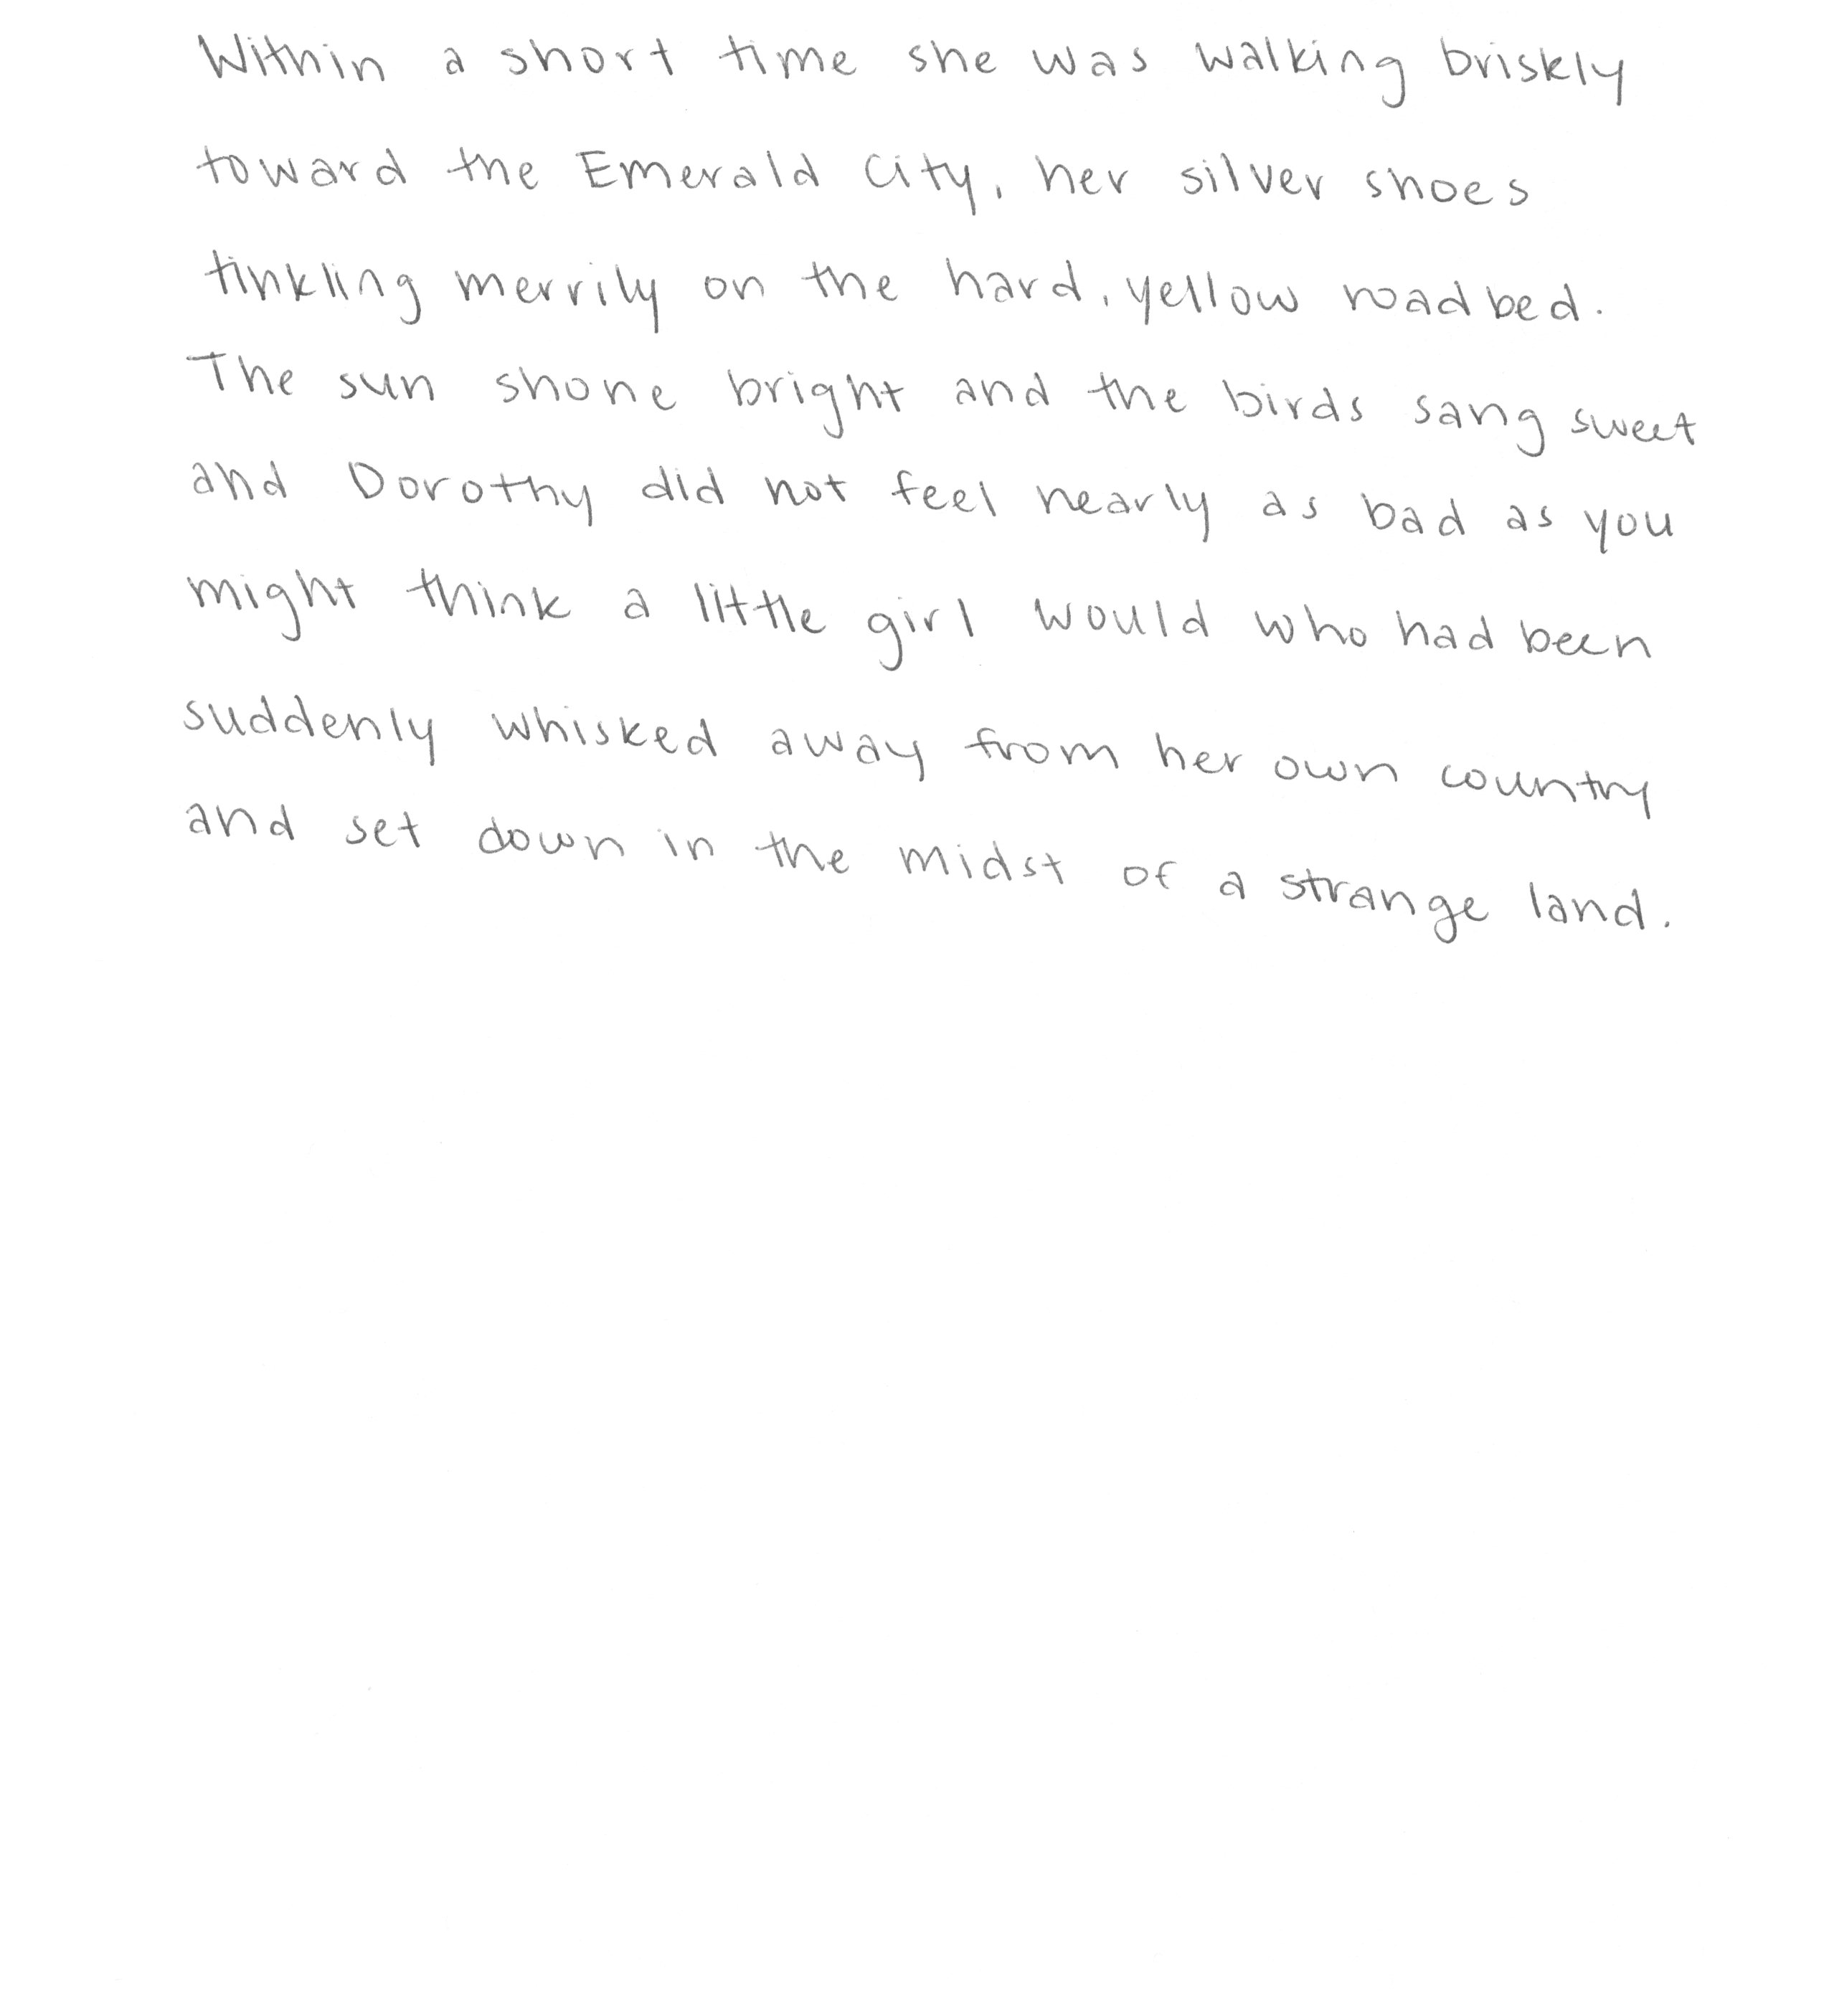 Within a short time she was walking briskly
toward the Emerald City, her silver shoes
tinkling merrily on the hard, yellow roadbed.
The sun shone bright and the birds sang sweet
and Dorothy did not feel nearly as bad as you
might think a little girl would who had been
suddenly whisked away from her own country
and set down in the midst of a strange land.